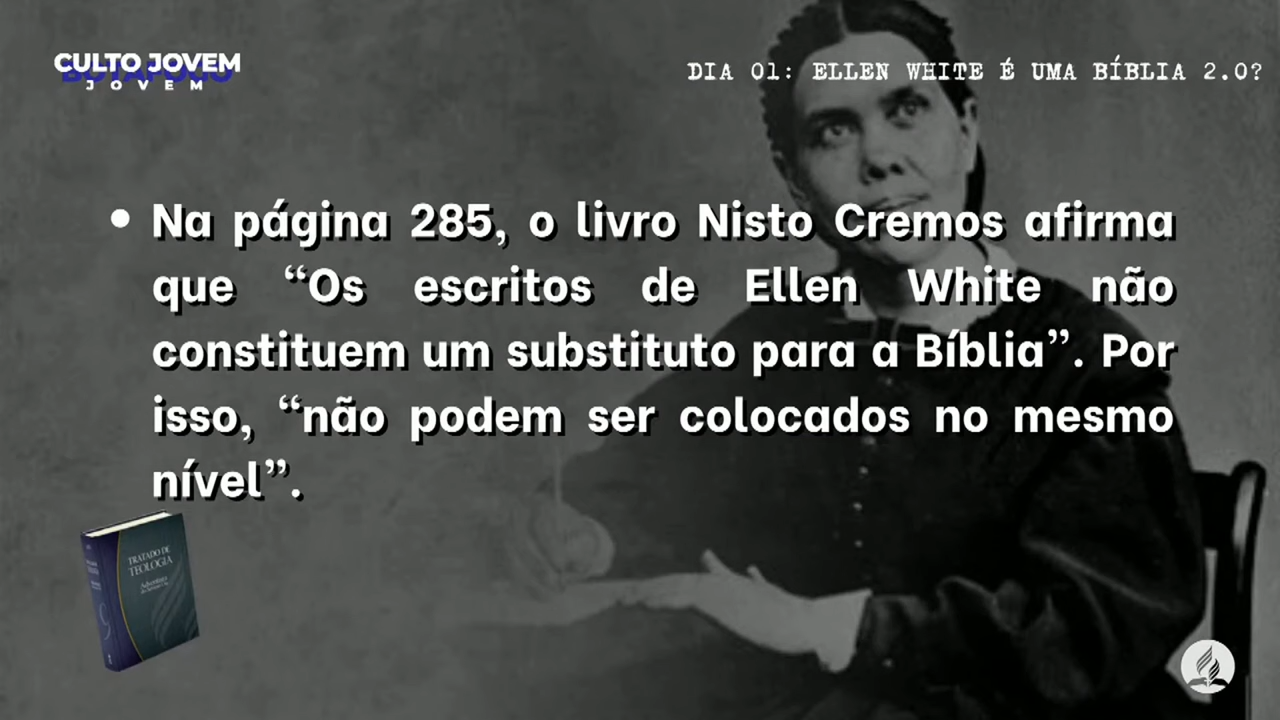 CULTO JOVEM
BOTAFOGO
JOVEM
DIA 01: ELLEN WHITE É UMA BÍBLIA 2.0?
• Na página 285, o livro Nisto Cremos afirma
que “Os escritos de Ellen White não
constituem um substituto para a Bíblia”. Por
isso, “não podem ser colocados no mesmo
nível”.
TRATADO DE
TEOLOGIA